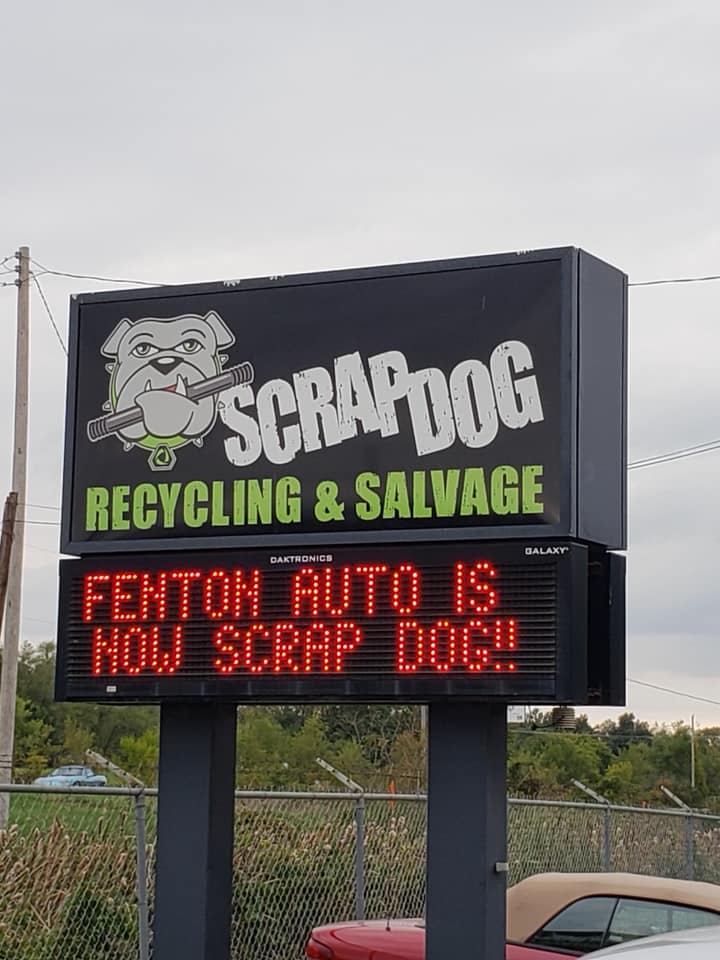 SCRAPDOG
RECYCLING & SALVAGE
DAKTRONICS GALAXY
FENTON AUTO IS
NOW SCRAP DOG!!